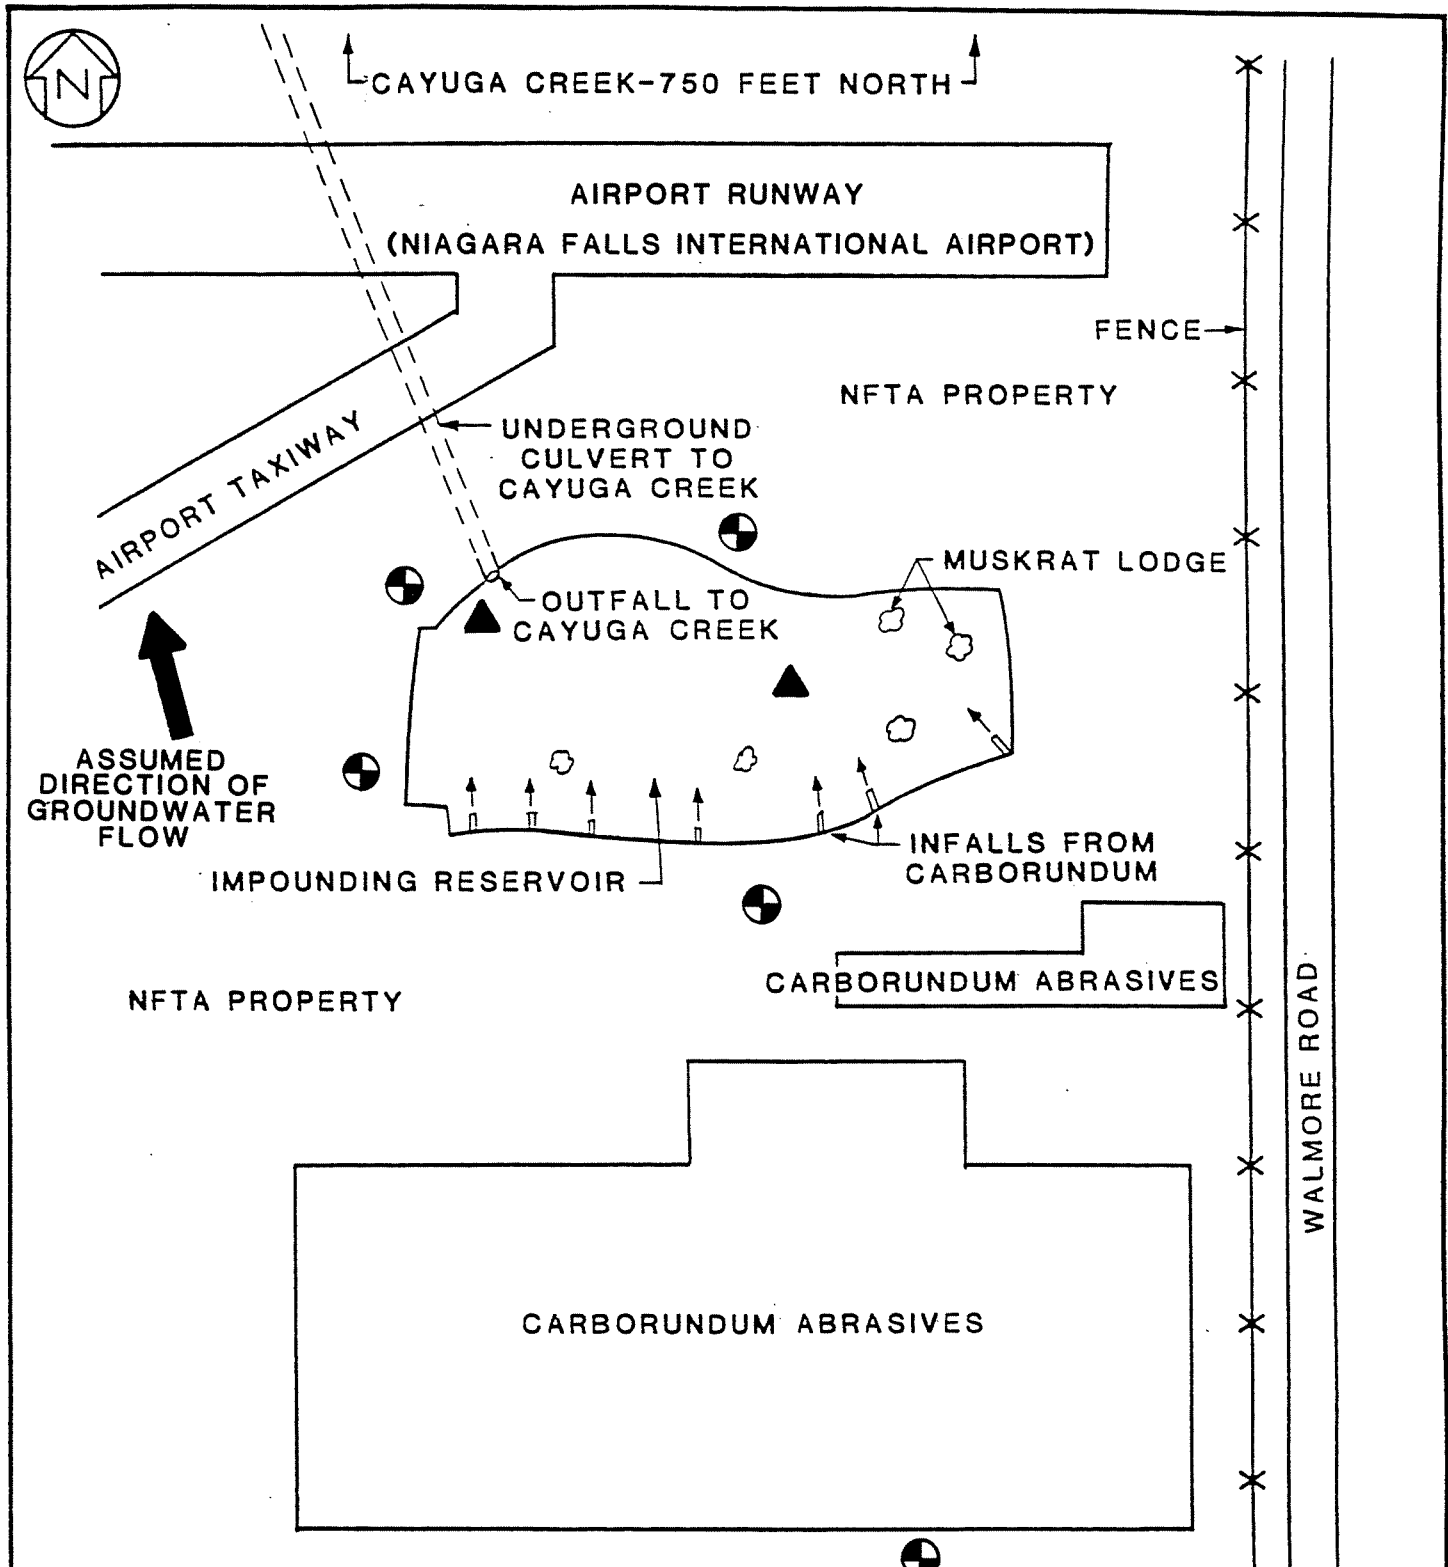 N
CAYUGA CREEK-750 FEET NORTH
AIRPORT RUNWAY
(NIAGARA FALLS INTERNATIONAL AIRPORT)
FENCE
NFTA PROPERTY
UNDERGROUND
CULVERT TO
CAYUGA CREEK
AIRPORT TAXIWAY
MUSKRAT LODGE
OUTFALL TO
CAYUGA CREEK
ASSUMED
DIRECTION OF
GROUNDWATER
FLOW
IMPOUNDING RESERVOIR
INFALLS FROM
CARBORUNDUM
CARBORUNDUM ABRASIVES
NFTA PROPERTY
WALMORE ROAD
CARBORUNDUM ABRASIVES